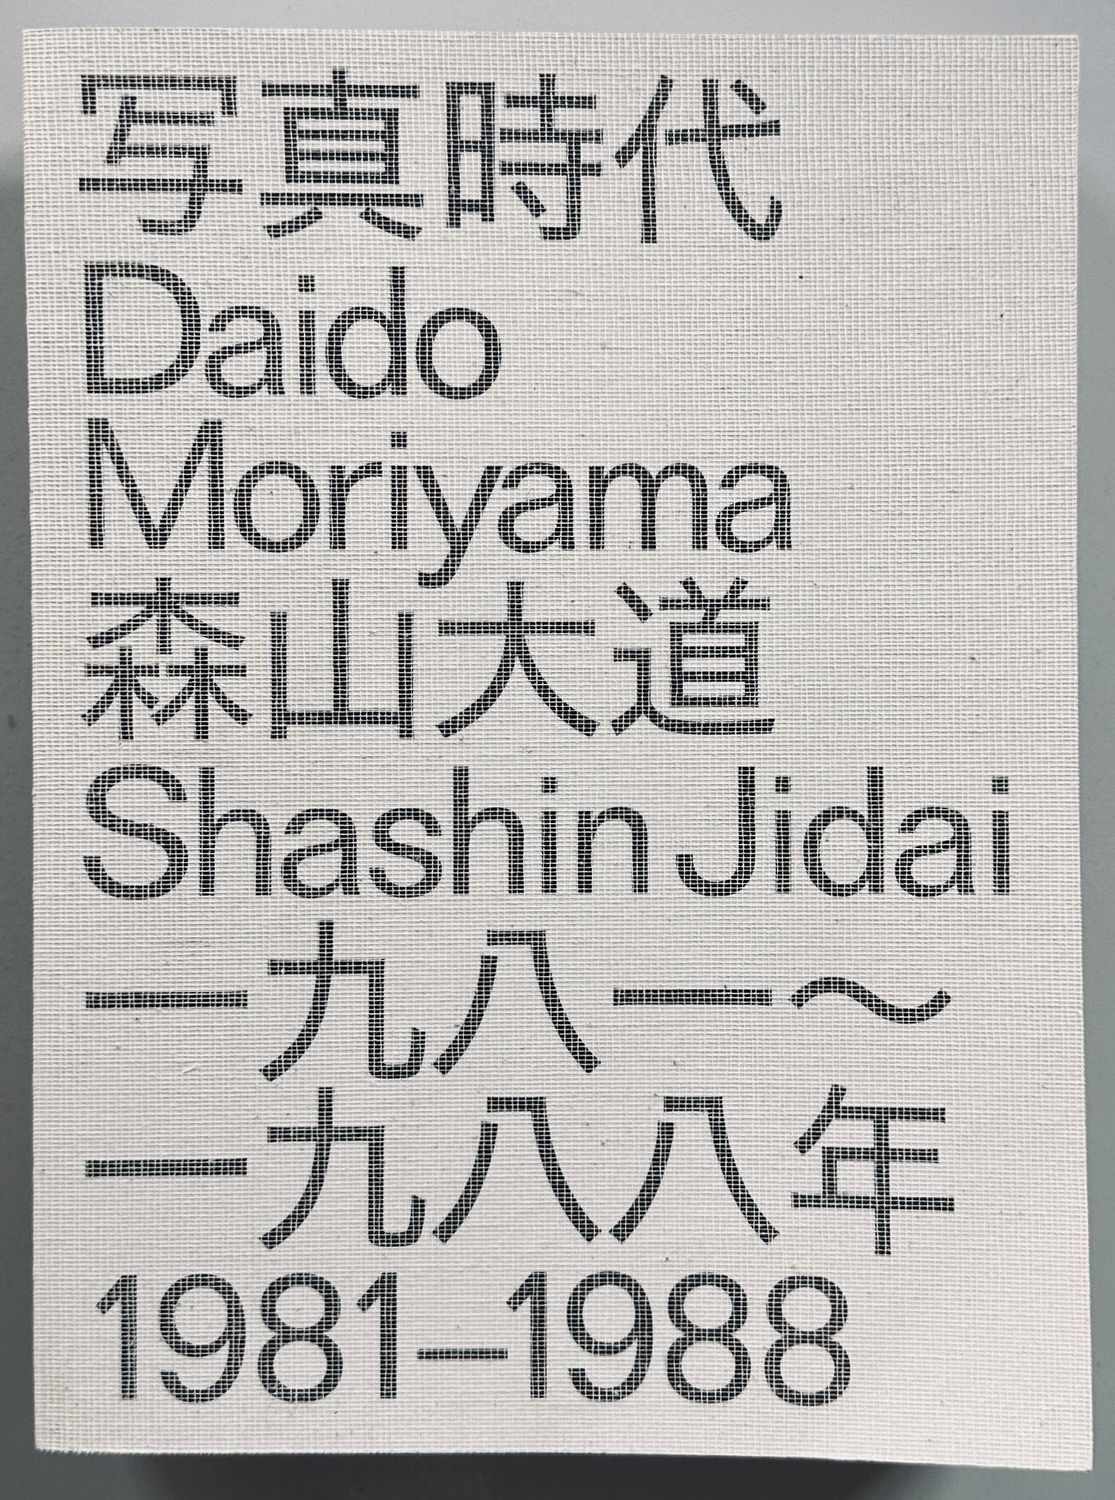 写真時代
Daido
Moriyama
森山大道
Shashin Jidai
一九八一〜
一九八八年
1981–1988